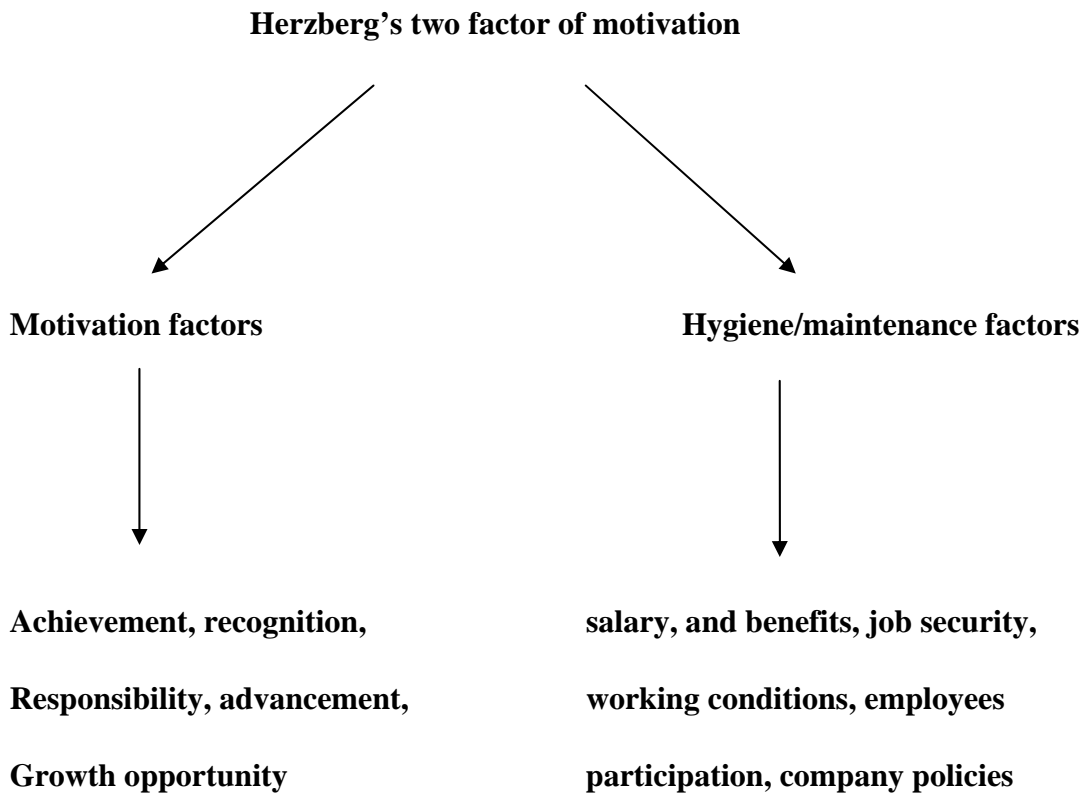 Herzberg's two factor of motivation
Motivation factors
Hygiene/maintenance factors
Achievement, recognition,
Responsibility, advancement,
Growth opportunity
salary, and benefits, job security,
working conditions, employees
participation, company policies